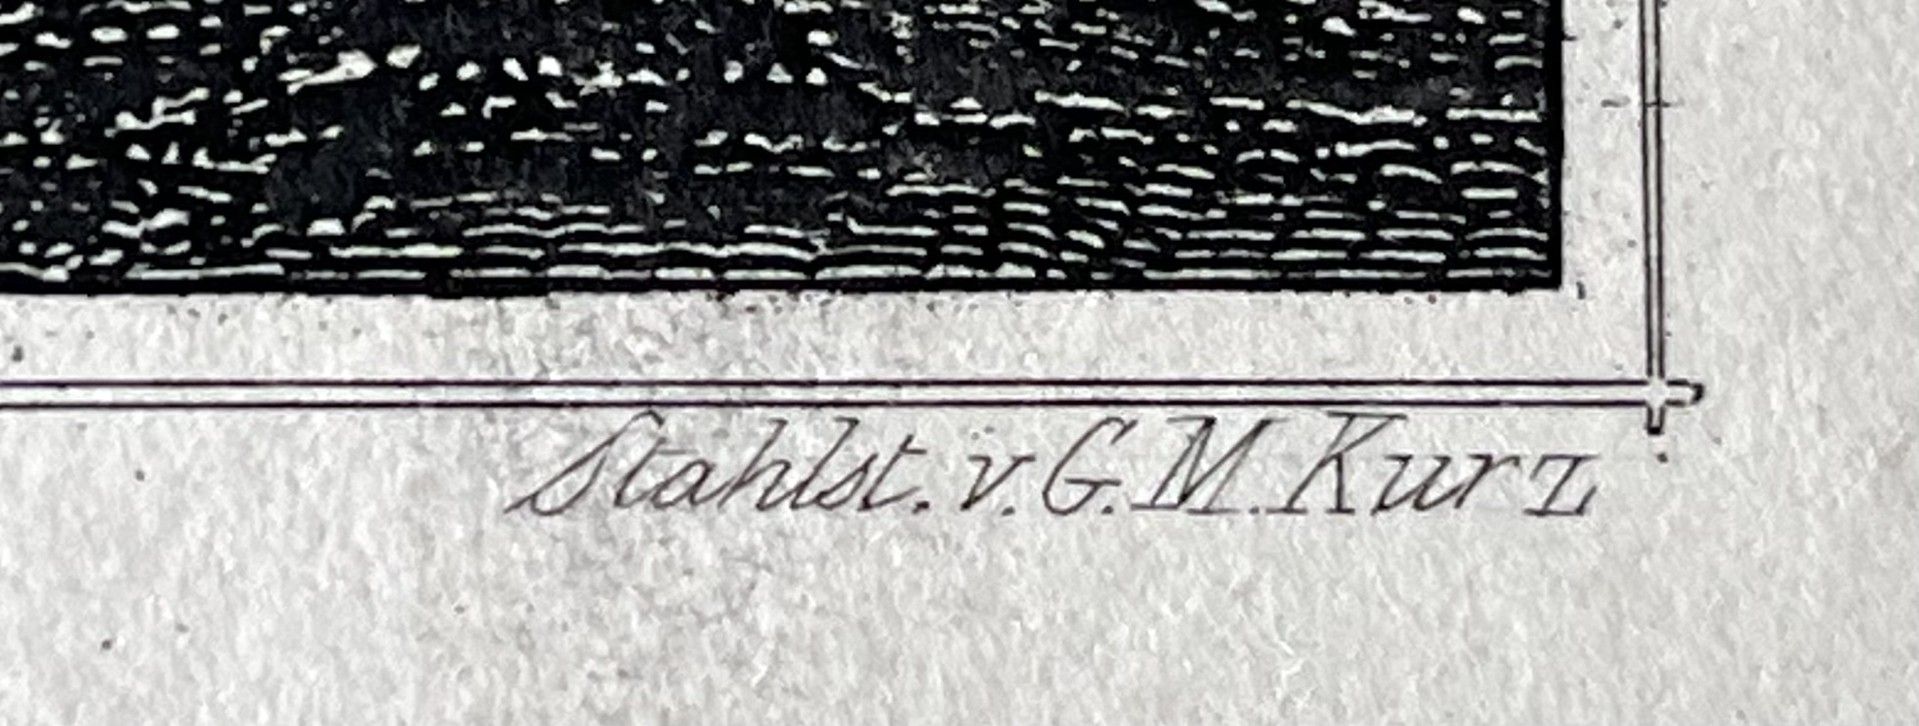 Stahlst. v. G. M. Kurz